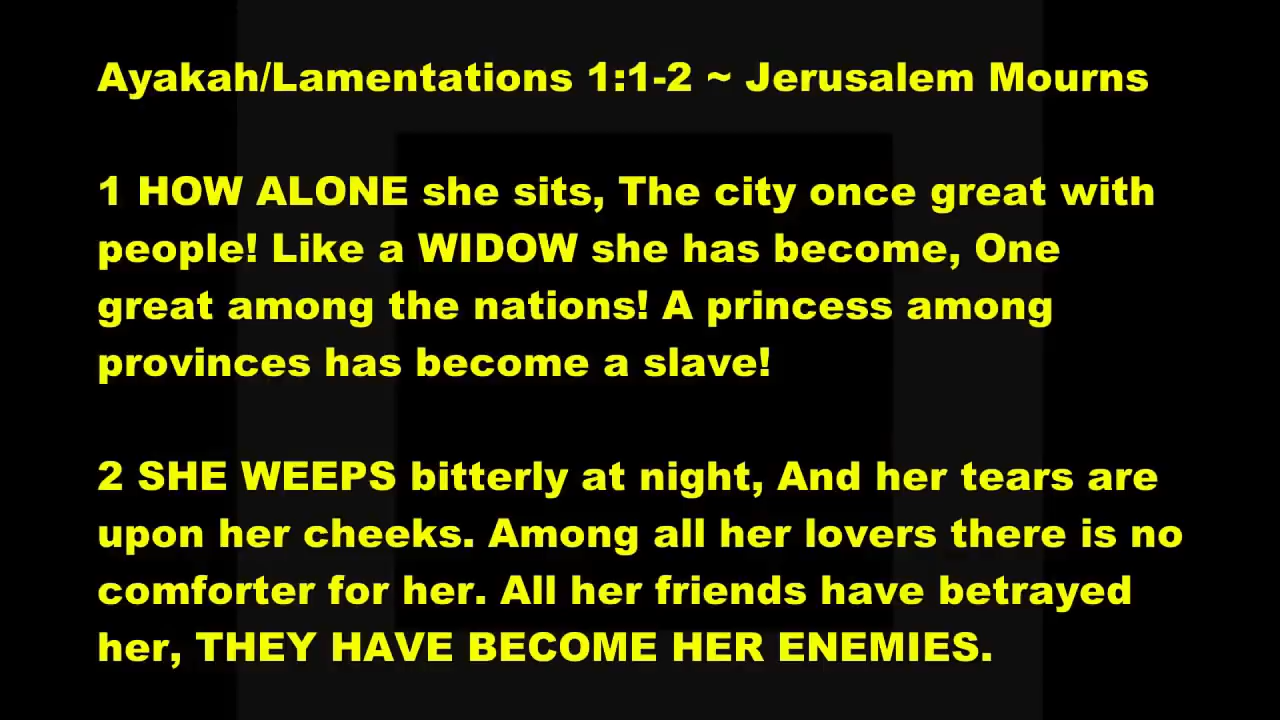 Ayakah/Lamentations 1:1-2 ~ Jerusalem Mourns
1 HOW ALONE she sits, The city once great with
people! Like a WIDOW she has become, One
great among the nations! A princess among
provinces has become a slave!
2 SHE WEEPS bitterly at night, And her tears are
upon her cheeks. Among all her lovers there is no
comforter for her. All her friends have betrayed
her, THEY HAVE BECOME HER ENEMIES.